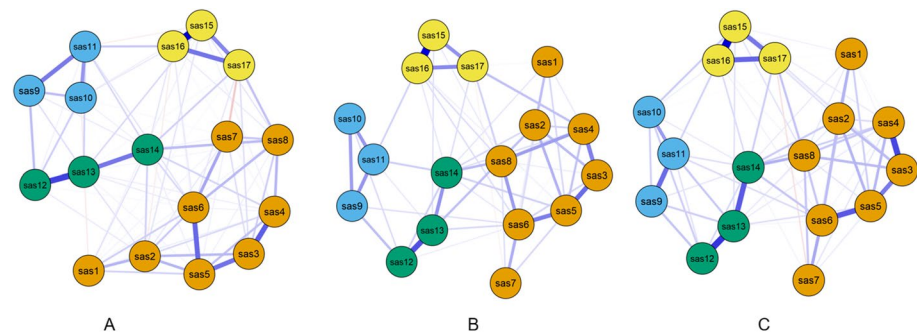 sas15
sas11
sas16
sas17
sas9
sas10
sas7
sas8
sas14
sas13
sas12
sas6
sas4
sas2
sas3
sas1
sas5
A
sas15
sas16
sas17
sas1
sas10
sas2
sas4
sas11
sas8
sas14
sas3
sas9
sas5
sas13
sas6
sas12
sas7
B
sas15
sas16
sas17
sas1
sas10
sas2
sas4
sas11
sas8
sas14
sas3
sas9
sas5
sas6
sas13
sas12
sas7
C